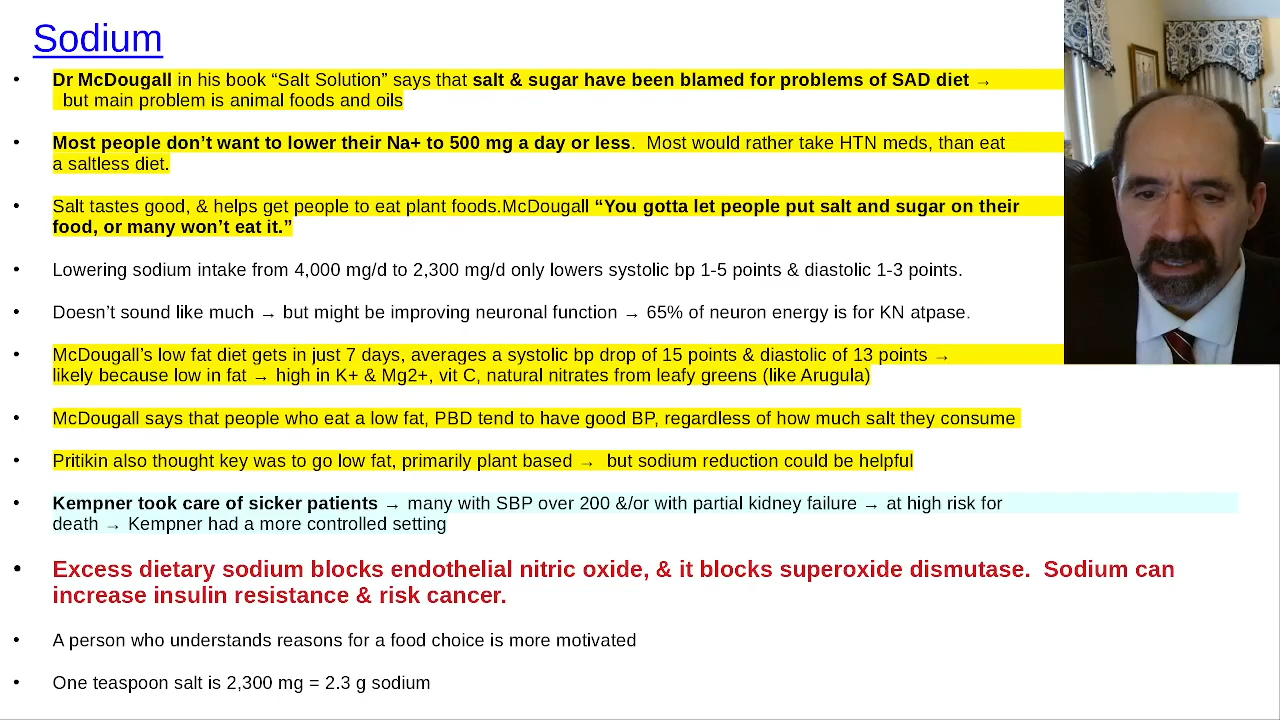 Sodium
• Dr McDougall in his book “Salt Solution” says that salt & sugar have been blamed for problems of SAD diet →
but main problem is animal foods and oils
• Most people don’t want to lower their Na+ to 500 mg a day or less.  Most would rather take HTN meds, than eat
a saltless diet.
• Salt tastes good, & helps get people to eat plant foods.McDougall “You gotta let people put salt and sugar on their
food, or many won’t eat it.”
• Lowering sodium intake from 4,000 mg/d to 2,300 mg/d only lowers systolic bp 1-5 points & diastolic 1-3 points.
• Doesn’t sound like much → but might be improving neuronal function → 65% of neuron energy is for KN atpase.
• McDougall’s low fat diet gets in just 7 days, averages a systolic bp drop of 15 points & diastolic of 13 points →
likely because low in fat → high in K+ & Mg2+, vit C, natural nitrates from leafy greens (like Arugula)
• McDougall says that people who eat a low fat, PBD tend to have good BP, regardless of how much salt they consume
• Pritikin also thought key was to go low fat, primarily plant based →  but sodium reduction could be helpful
• Kempner took care of sicker patients → many with SBP over 200 &/or with partial kidney failure → at high risk for
death → Kempner had a more controlled setting
• Excess dietary sodium blocks endothelial nitric oxide, & it blocks superoxide dismutase.  Sodium can
increase insulin resistance & risk cancer.
• A person who understands reasons for a food choice is more motivated
• One teaspoon salt is 2,300 mg = 2.3 g sodium